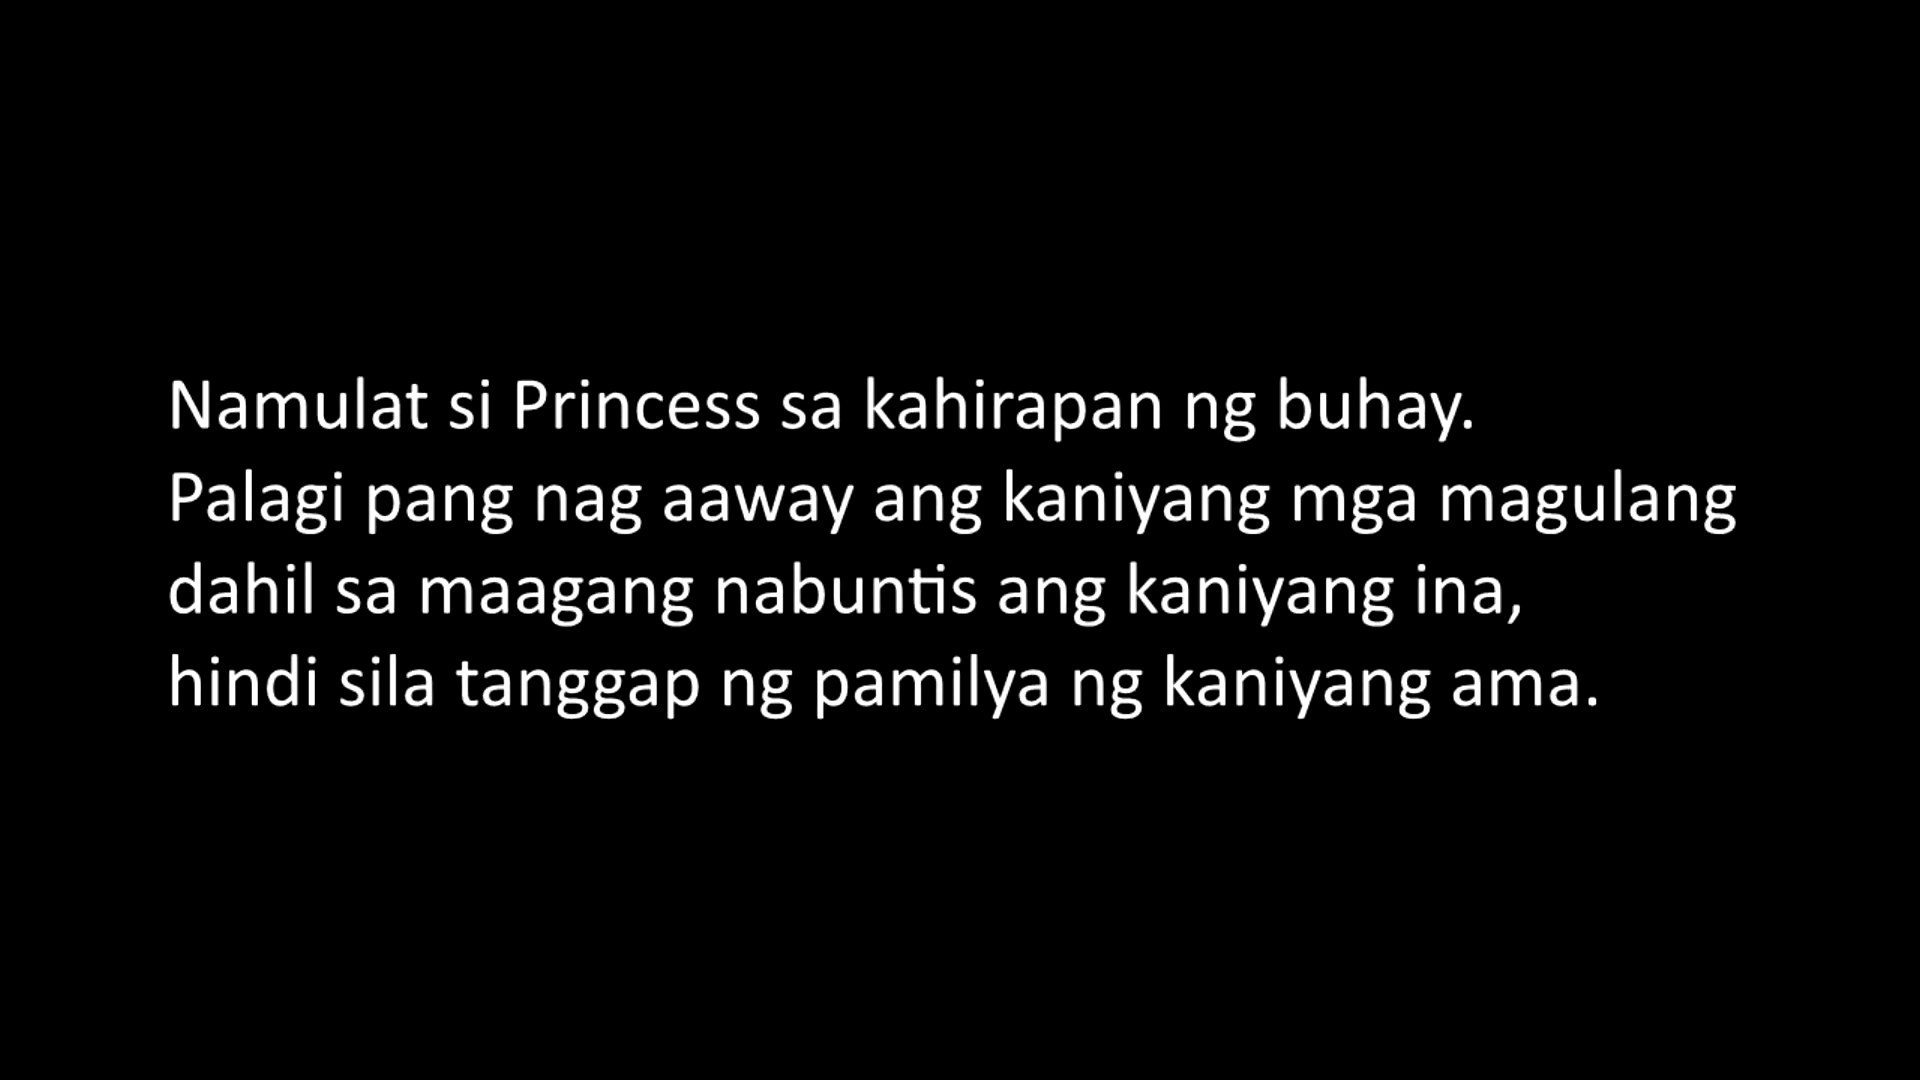 Namulat si Princess sa kahirapan ng buhay.
Palagi pang nag aaway ang kaniyang mga magulang
dahil sa maagang nabuntis ang kaniyang ina,
hindi sila tanggap ng pamilya ng kaniyang ama.